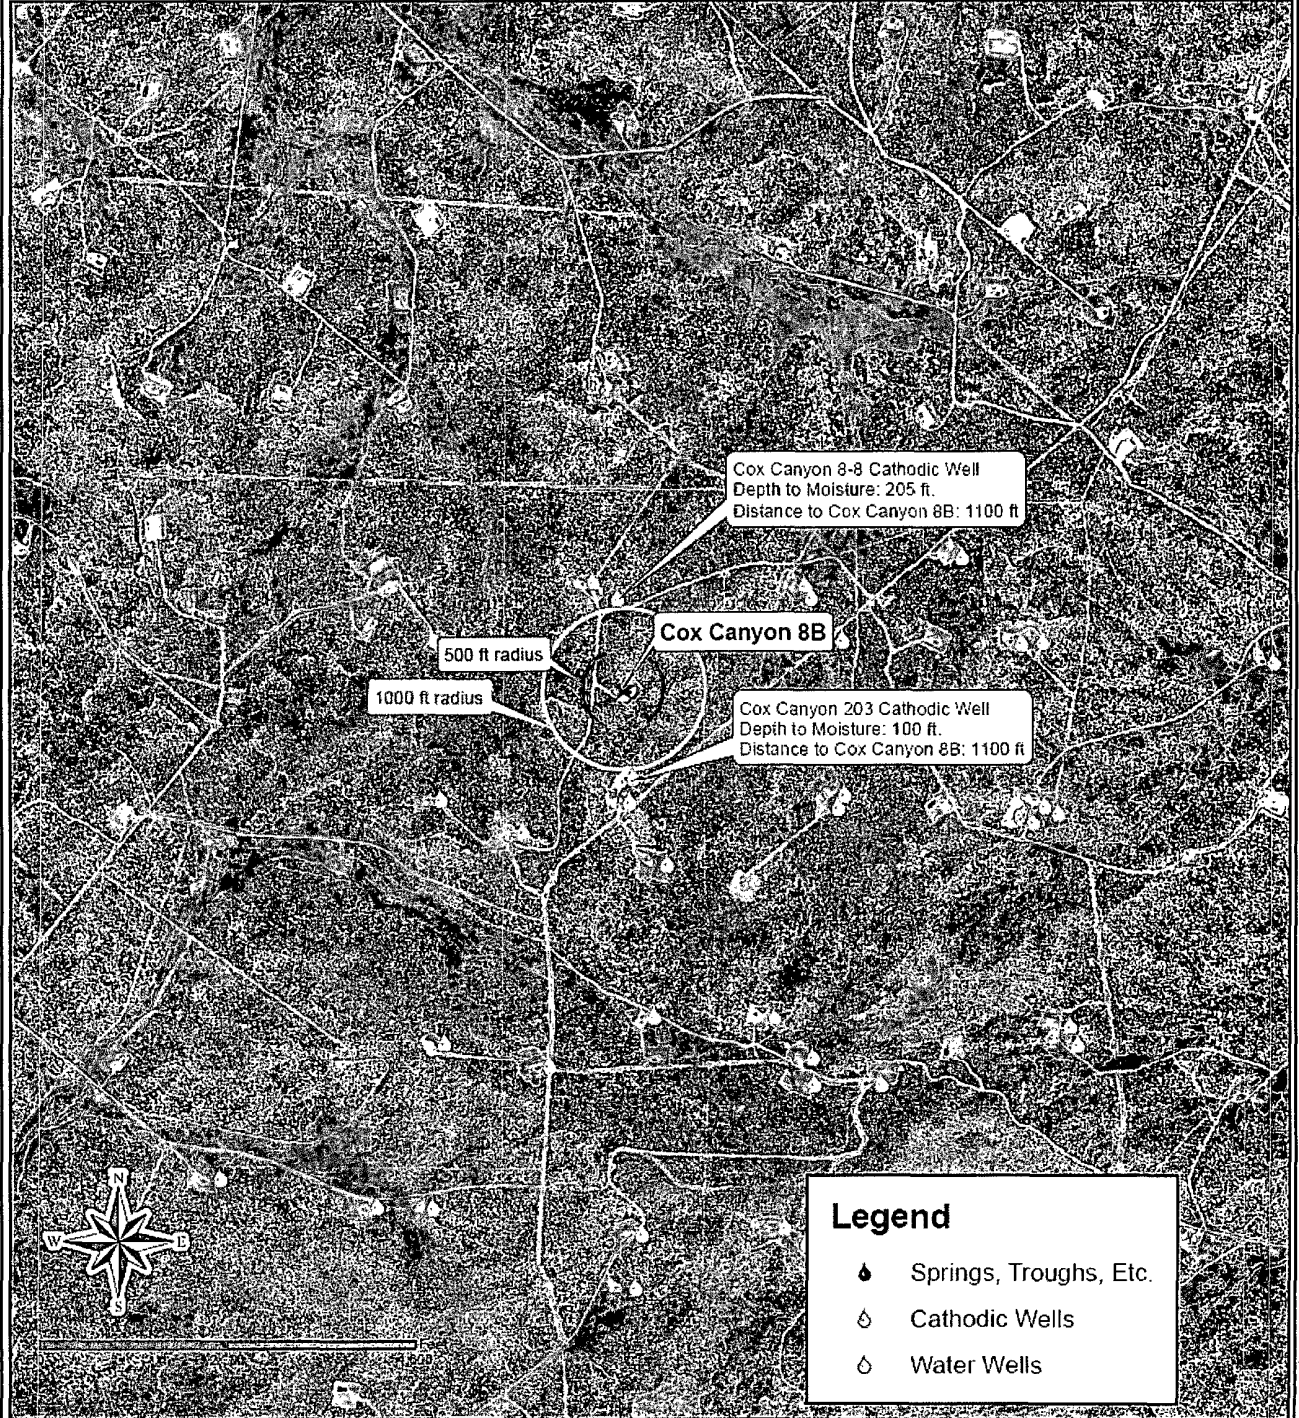 Cox Canyon 8-8 Cathodic Well
Depth to Moisture: 205 ft.
Distance to Cox Canyon 8B: 1100 ft
Cox Canyon 8B
500 ft radius
1000 ft radius
Cox Canyon 203 Cathodic Well
Depth to Moisture: 100 ft.
Distance to Cox Canyon 8B: 1100 ft
N
W
E
S
Legend
Springs, Troughs, Etc.
Cathodic Wells
Water Wells